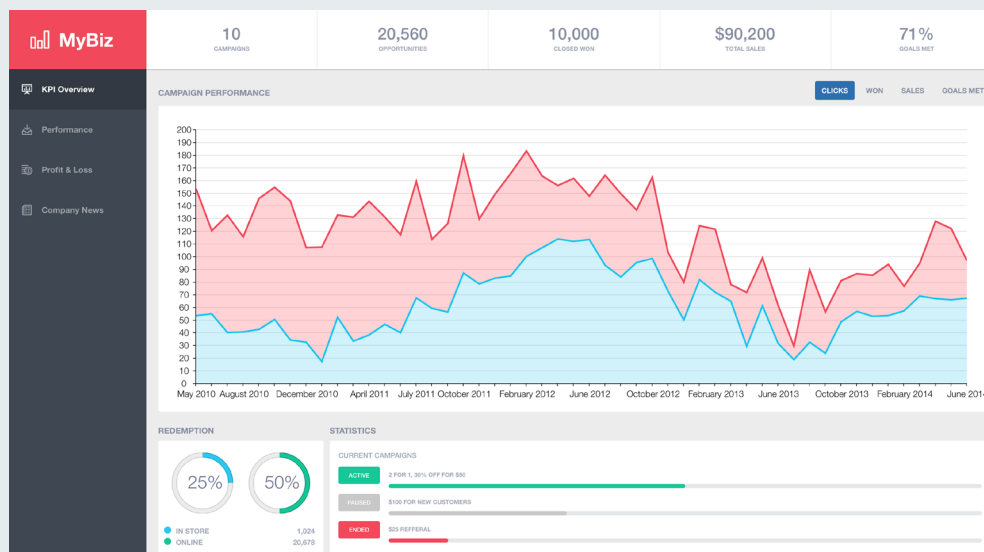 MyBiz
10
CAMPAIGNS
20,560
OPPORTUNITIES
10,000
CLOSED WON
$90,200
TOTAL SALES
71%
GOALS MET
KPI Overview
Performance
Profit & Loss
Company News
CAMPAIGN PERFORMANCE
CLICKS WON SALES GOALS MET
200
190
180
170
160
150
140
130
120
110
100
90
80
70
60
50
40
30
20
10
0
May 2010 August 2010 December 2010 April 2011 July 2011 October 2011 February 2012 June 2012 October 2012 February 2013 June 2013 October 2013 February 2014 June 2014
REDEMPTION
25% 50%
IN STORE 1,024
ONLINE 20,678
STATISTICS
CURRENT CAMPAIGNS
ACTIVE 2 FOR 1, 30% OFF FOR $50
PAUSED $100 FOR NEW CUSTOMERS
ENDED $25 REFFERAL